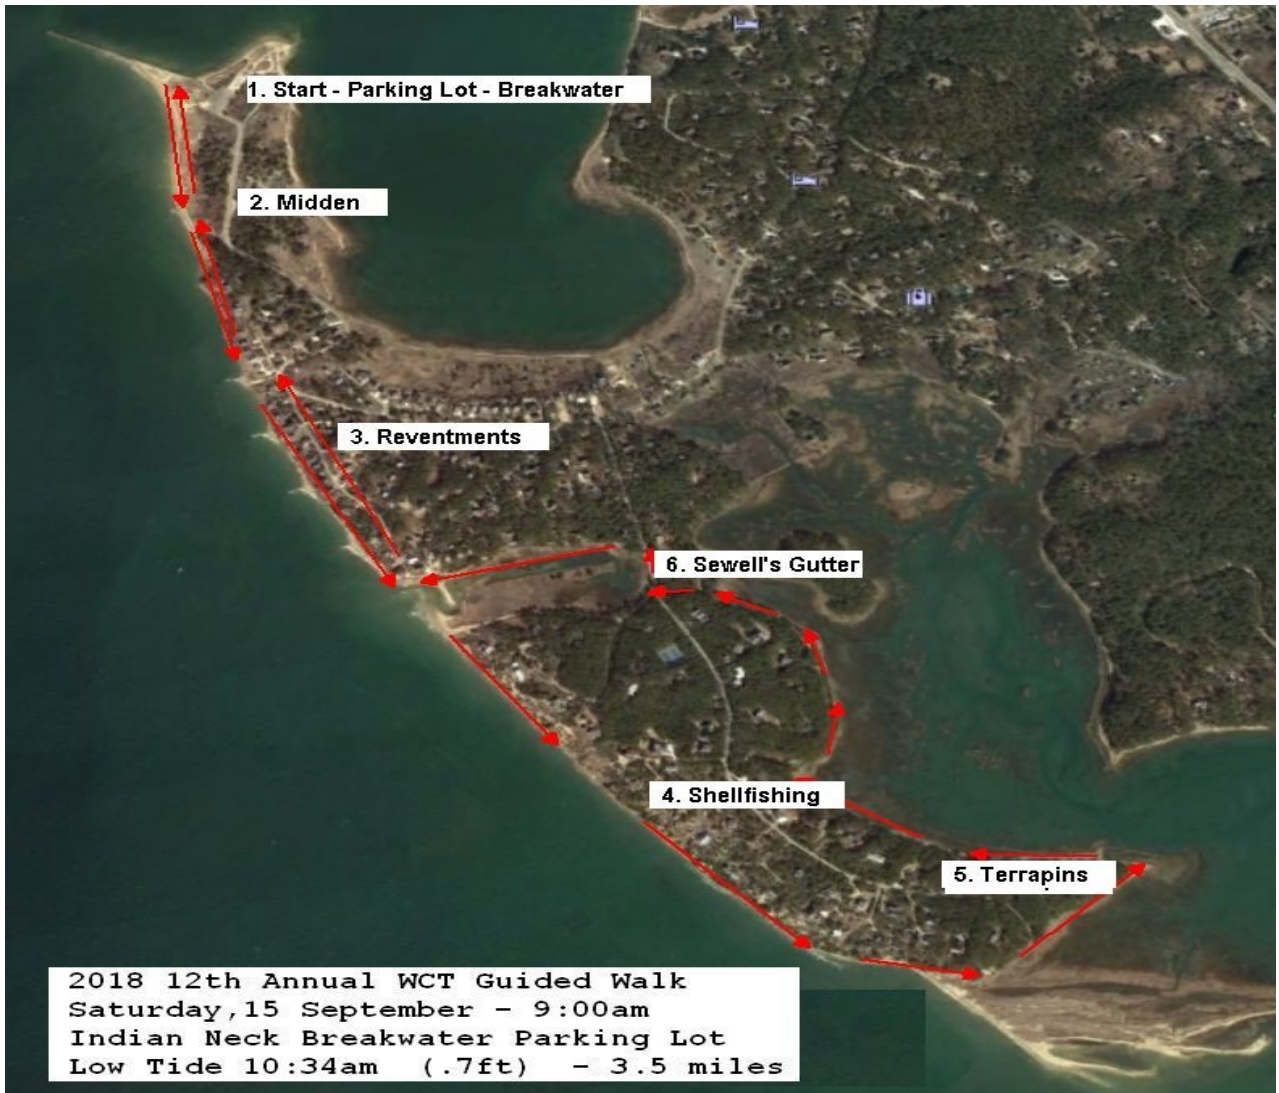 1. Start - Parking Lot - Breakwater
2. Midden
3. Reventments
6. Sewell's Gutter
4. Shellfishing
5. Terrapins
2018 12th Annual WCT Guided Walk
Saturday,15 September - 9:00am
Indian Neck Breakwater Parking Lot
Low Tide 10:34am (.7ft) - 3.5 miles